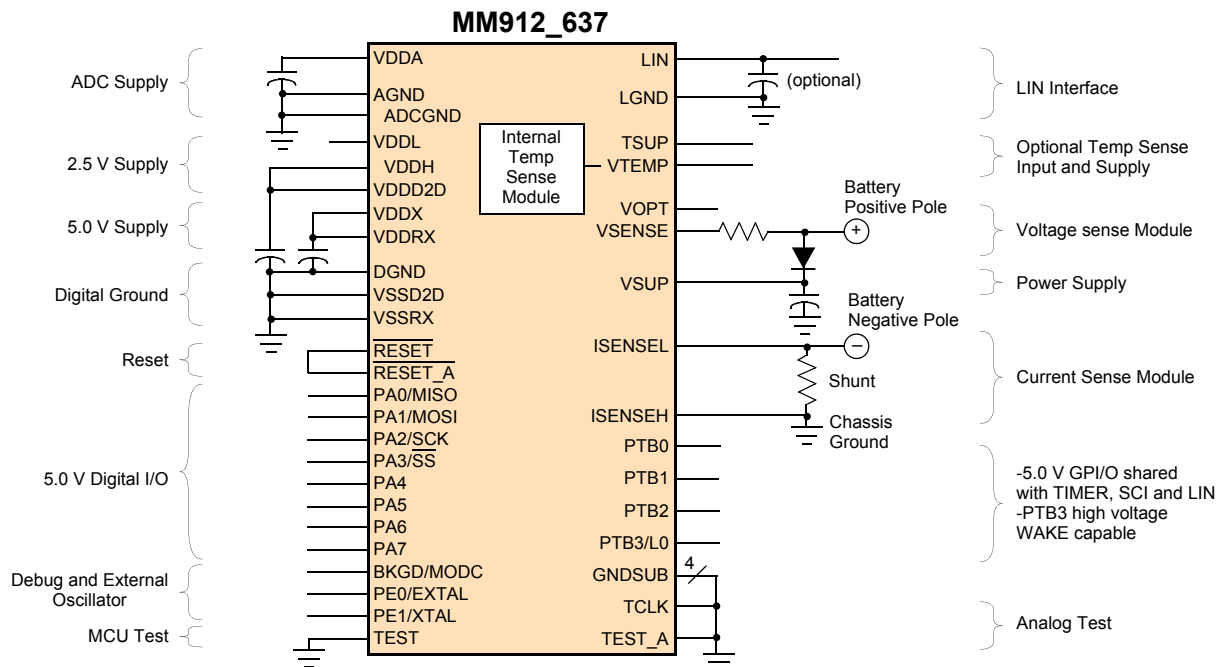 MM912_637
ADC Supply
2.5 V Supply
5.0 V Supply
Digital Ground
Reset
5.0 V Digital I/O
Debug and External
Oscillator
MCU Test
VDDA
AGND
ADCGND
VDDL
VDDH
VDDD2D
VDDX
VDDRX
DGND
VSSD2D
VSSRX
RESET
RESET_A
PA0/MISO
PA1/MOSI
PA2/SCK
PA3/SS
PA4
PA5
PA6
PA7
BKGD/MODC
PE0/EXTAL
PE1/XTAL
TEST
Internal
Temp
Sense
Module
LIN
LGND
TSUP
VTEMP
VOPT
VSENSE
VSUP
ISENSEL
ISENSEH
PTB0
PTB1
PTB2
PTB3/L0
GNDSUB
TCLK
TEST_A
(optional)
Battery
Positive Pole
+
Battery
Negative Pole
−
Shunt
Chassis
Ground
4
LIN Interface
Optional Temp Sense
Input and Supply
Voltage sense Module
Power Supply
Current Sense Module
-5.0 V GPI/O shared
with TIMER, SCI and LIN
-PTB3 high voltage
WAKE capable
Analog Test